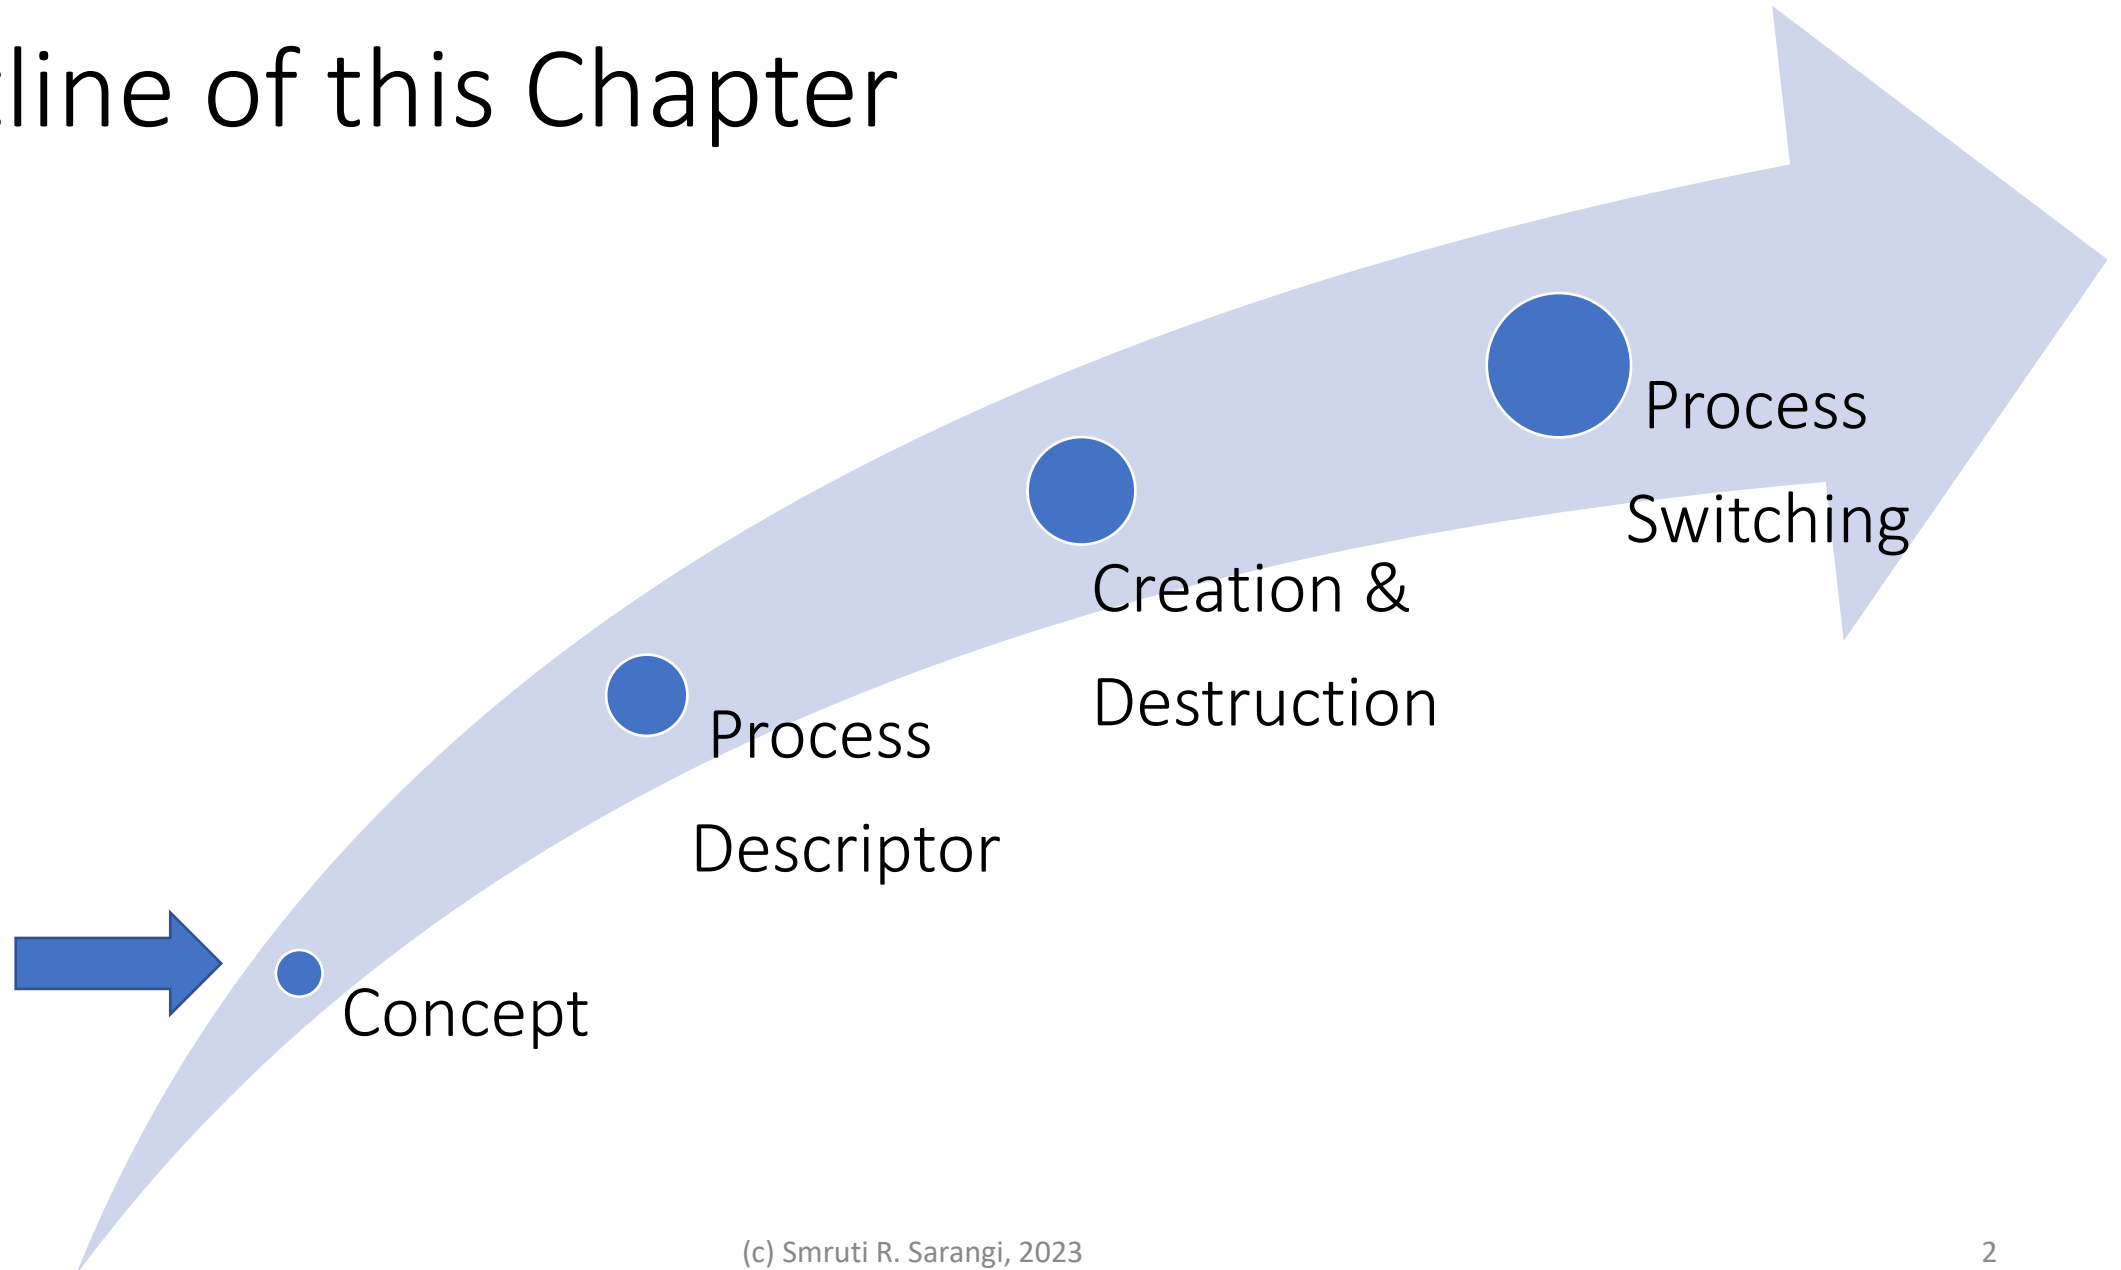 line of this Chapter
Process
Switching
Creation &
Destruction
Process
Descriptor
Concept
(c) Smruti R. Sarangi, 2023
2